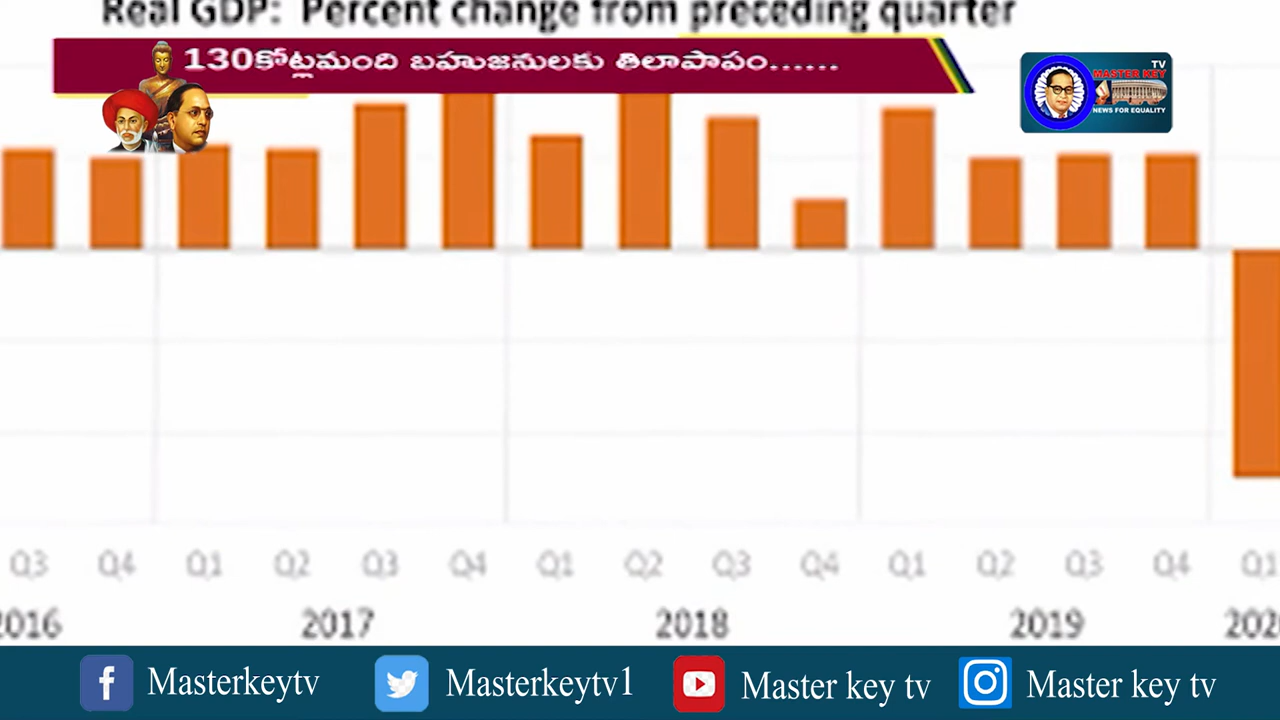 Real GDP: Percent change from preceding quarter
130కోట్లమంది బహుజనులకు తిలాపాపం......
TV
MASTER KEY
NEWS FOR EQUALITY
Q3 Q4 Q1 Q2 Q3 Q4 Q1 Q2 Q3 Q4 Q1 Q2 Q3 Q4 Q1
2016 2017 2018 2019 202
Masterkeytv Masterkeytv1 Master key tv Master key tv